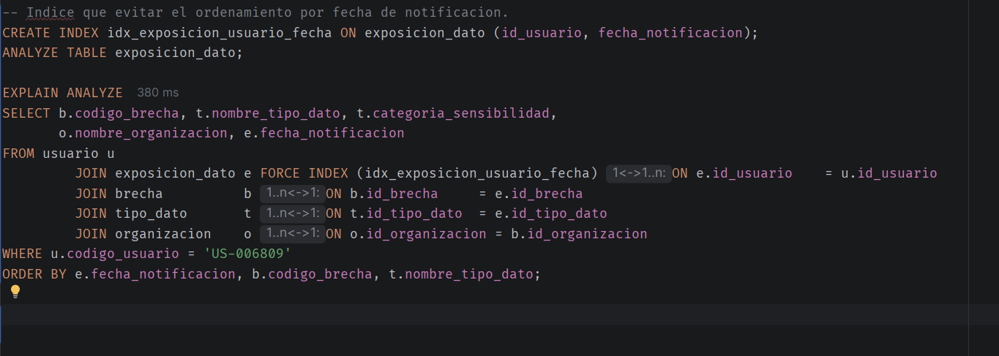 -- Indice que evitar el ordenamiento por fecha de notificacion.
CREATE INDEX idx_exposicion_usuario_fecha ON exposicion_dato (id_usuario, fecha_notificacion);
ANALYZE TABLE exposicion_dato;
EXPLAIN ANALYZE 380 ms
SELECT b.codigo_brecha, t.nombre_tipo_dato, t.categoria_sensibilidad,
o.nombre_organizacion, e.fecha_notificacion
FROM usuario u
JOIN exposicion_dato e FORCE INDEX (idx_exposicion_usuario_fecha) 1<->1..n: ON e.id_usuario = u.id_usuario
JOIN brecha b 1..n<->1: ON b.id_brecha = e.id_brecha
JOIN tipo_dato t 1..n<->1: ON t.id_tipo_dato = e.id_tipo_dato
JOIN organizacion o 1..n<->1: ON o.id_organizacion = b.id_organizacion
WHERE u.codigo_usuario = 'US-006809'
ORDER BY e.fecha_notificacion, b.codigo_brecha, t.nombre_tipo_dato;